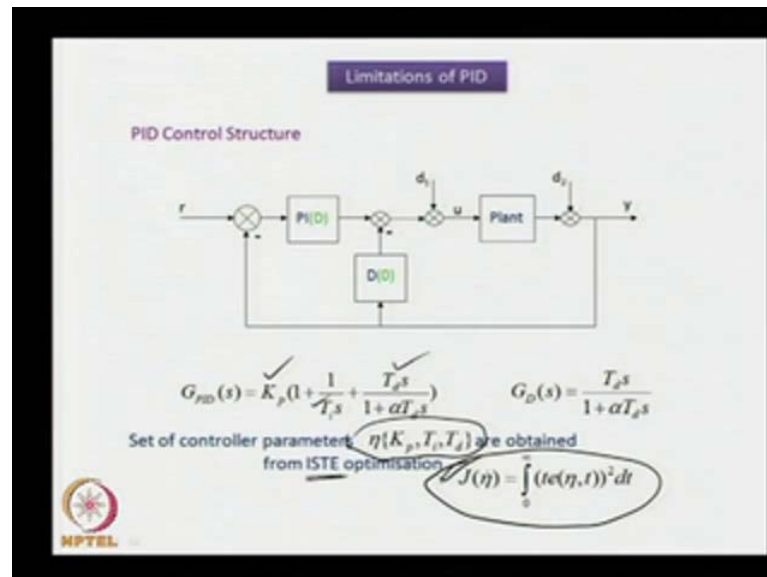 Limitations of PID
PID Control Structure
d₁ d₂
r PI(D) u Plant y
- -
D(D)
-
G_PID(s) = K_p(1 + 1/(T_i s) + T_d s/(1 + αT_d s)) G_D(s) = T_d s/(1 + αT_d s)
Set of controller parameters η{K_p, T_i, T_d} are obtained
from ISTE optimisation J(η) = ∫₀^∞ (te(η,t))² dt
NPTEL